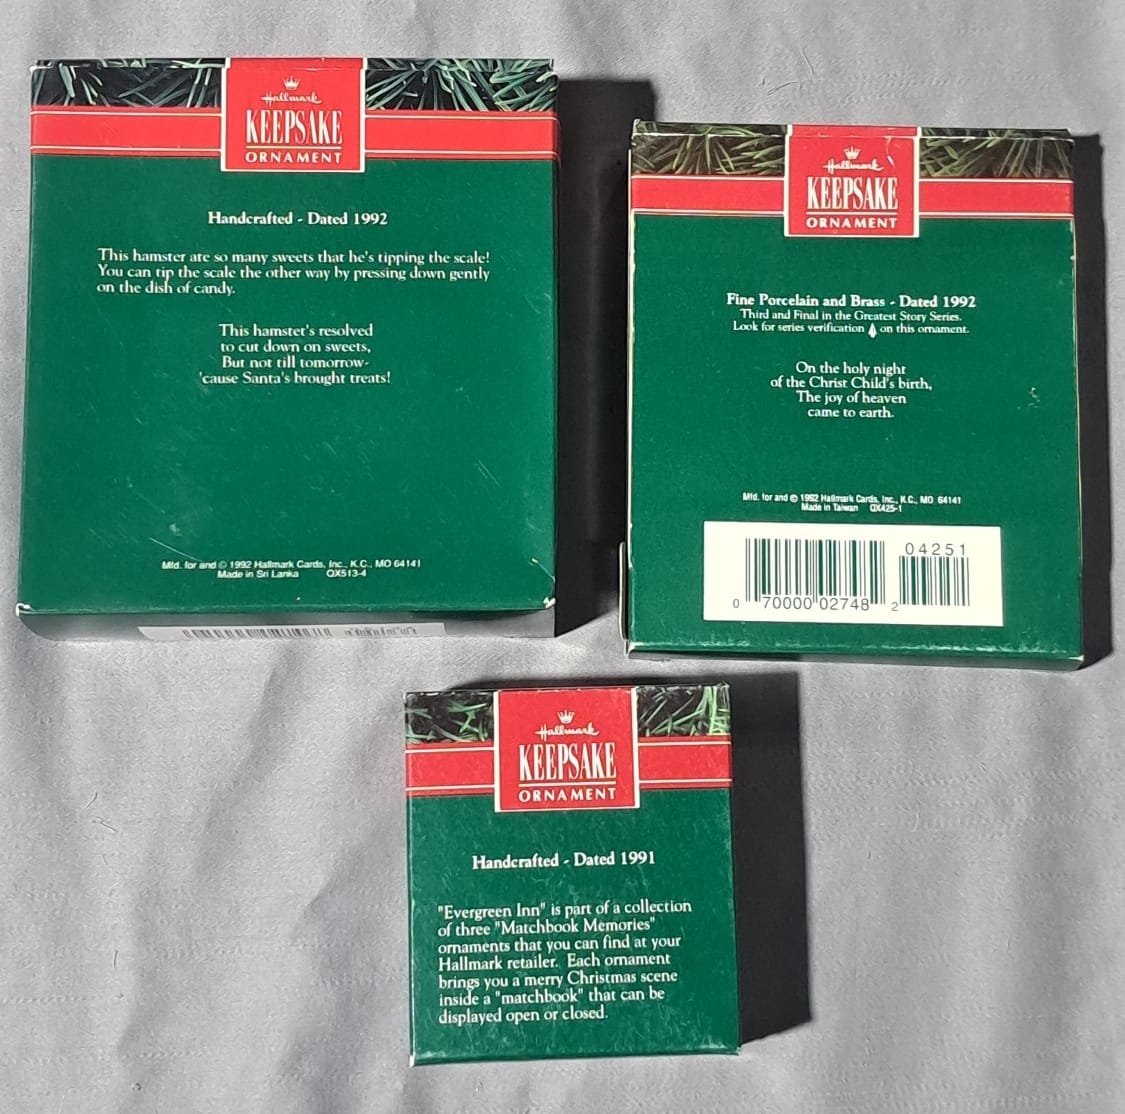 Hallmark
KEEPSAKE
ORNAMENT
Handcrafted - Dated 1992
This hamster ate so many sweets that he's tipping the scale!
You can tip the scale the other way by pressing down gently
on the dish of candy.
This hamster's resolved
to cut down on sweets,
But not till tomorrow-
'cause Santa's brought treats!
Mfd. for and © 1992 Hallmark Cards, Inc., K.C., MO 64141
Made in Sri Lanka QX513-4
Hallmark
KEEPSAKE
ORNAMENT
Fine Porcelain and Brass - Dated 1992
Third and Final in the Greatest Story Series.
Look for series verification on this ornament.
On the holy night
of the Christ Child's birth,
The joy of heaven
came to earth.
Mfd. for and © 1992 Hallmark Cards, Inc., K.C., MO 64141
Made in Taiwan QX425-1
04251
0 70000 02748 2
Hallmark
KEEPSAKE
ORNAMENT
Handcrafted - Dated 1991
"Evergreen Inn" is part of a collection
of three "Matchbook Memories"
ornaments that you can find at your
Hallmark retailer. Each ornament
brings you a merry Christmas scene
inside a "matchbook" that can be
displayed open or closed.